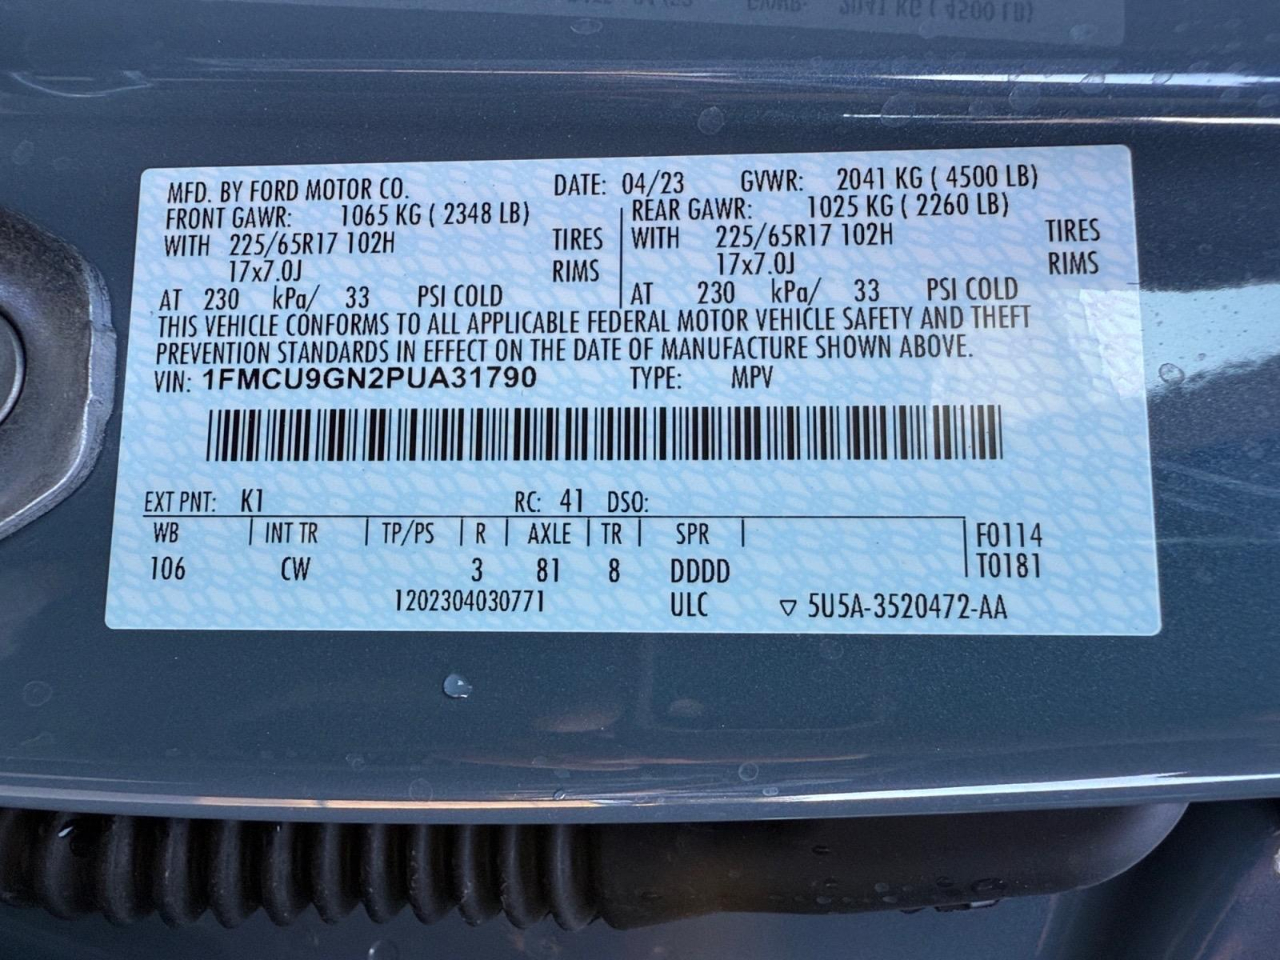 MFD. BY FORD MOTOR CO. DATE: 04/23 GVWR: 2041 KG ( 4500 LB)
FRONT GAWR: 1065 KG ( 2348 LB) REAR GAWR: 1025 KG ( 2260 LB)
WITH 225/65R17 102H TIRES WITH 225/65R17 102H TIRES
17x7.0J RIMS 17x7.0J RIMS
AT 230 kPa/ 33 PSI COLD AT 230 kPa/ 33 PSI COLD
THIS VEHICLE CONFORMS TO ALL APPLICABLE FEDERAL MOTOR VEHICLE SAFETY AND THEFT
PREVENTION STANDARDS IN EFFECT ON THE DATE OF MANUFACTURE SHOWN ABOVE.
VIN: 1FMCU9GN2PUA31790 TYPE: MPV
EXT PNT: K1 RC: 41 DSO:
WB INT TR TP/PS R AXLE TR SPR F0114
106 CW 3 81 8 DDDD T0181
1202304030771 ULC ▽ 5U5A-3520472-AA